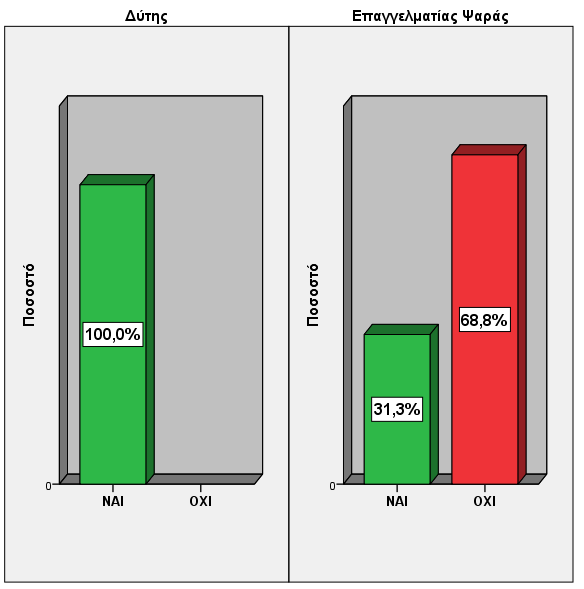 Δύτης
Επαγγελματίας Ψαράς
Ποσοστό
100,0%
0
ΝΑΙ ΟΧΙ
Ποσοστό
31,3%
68,8%
0
ΝΑΙ ΟΧΙ